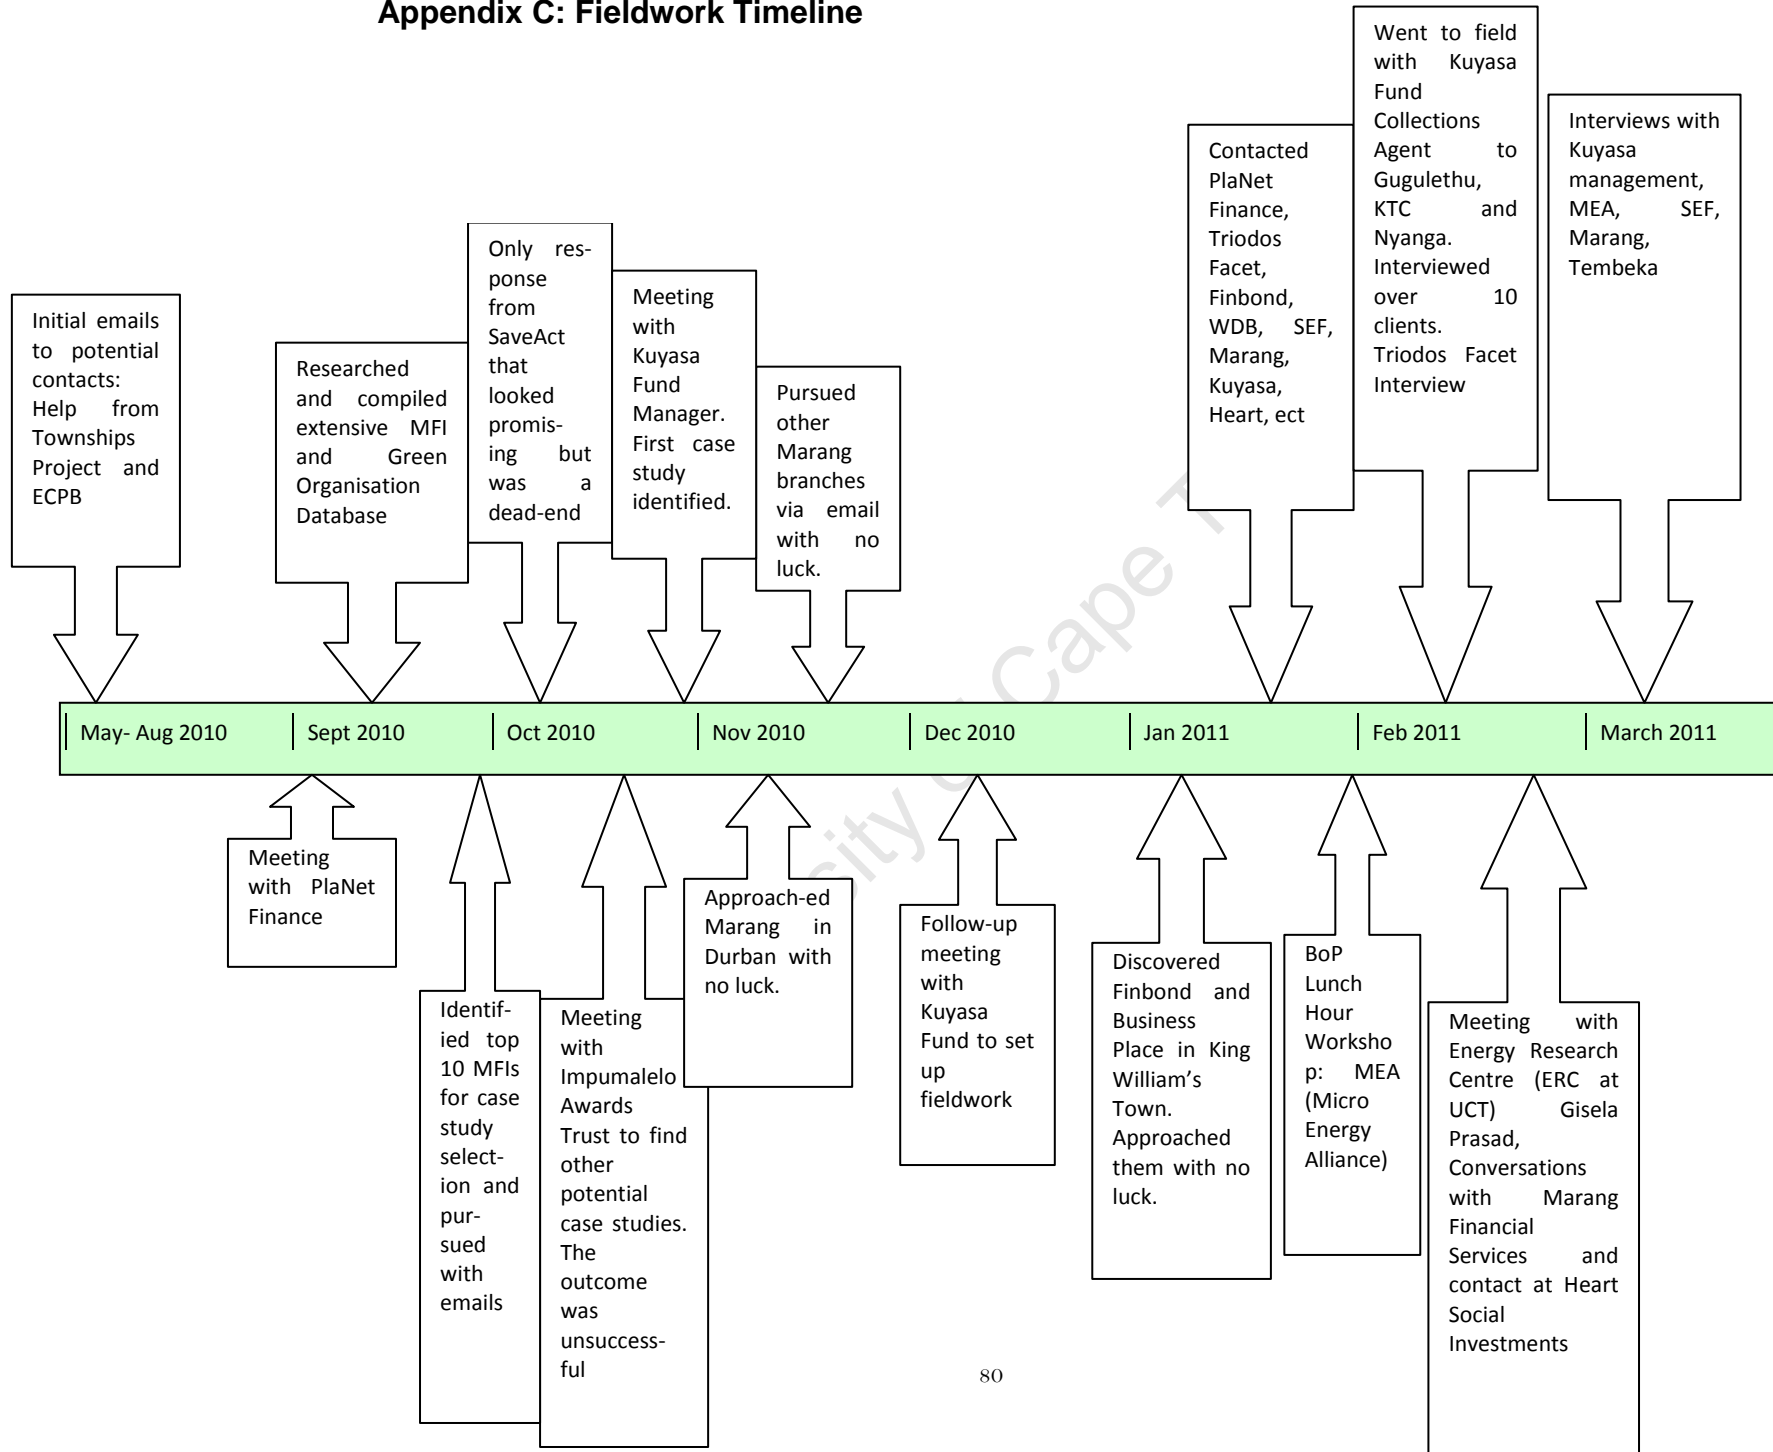 Appendix C: Fieldwork Timeline
Initial emails
to potential
contacts:
Help from
Townships
Project and
ECPB
Researched
and compiled
extensive MFI
and Green
Organisation
Database
Only res-
ponse
from
SaveAct
that
looked
promis-
ing but
was a
dead-end
Meeting
with
Kuyasa
Fund
Manager.
First case
study
identified.
Pursued
other
Marang
branches
via email
with no
luck.
Contacted
PlaNet
Finance,
Triodos
Facet,
Finbond,
WDB, SEF,
Marang,
Kuyasa,
Heart, ect
Went to field
with Kuyasa
Fund
Collections
Agent to
Gugulethu,
KTC and
Nyanga.
Interviewed
over 10
clients.
Triodos Facet
Interview
Interviews with
Kuyasa
management,
MEA, SEF,
Marang,
Tembeka
May- Aug 2010
Sept 2010
Oct 2010
Nov 2010
Dec 2010
Jan 2011
Feb 2011
March 2011
Meeting
with PlaNet
Finance
Identif-
ied top
10 MFIs
for case
study
select-
ion and
pur-
sued
with
emails
Meeting
with
Impumalelo
Awards
Trust to find
other
potential
case studies.
The
outcome
was
unsuccess-
ful
Approach-ed
Marang in
Durban with
no luck.
Follow-up
meeting
with
Kuyasa
Fund to set
up
fieldwork
Discovered
Finbond and
Business
Place in King
William's
Town.
Approached
them with no
luck.
BoP
Lunch
Hour
Worksho
p: MEA
(Micro
Energy
Alliance)
Meeting with
Energy Research
Centre (ERC at
UCT) Gisela
Prasad,
Conversations
with Marang
Financial
Services and
contact at Heart
Social
Investments
80
sity of Cape T